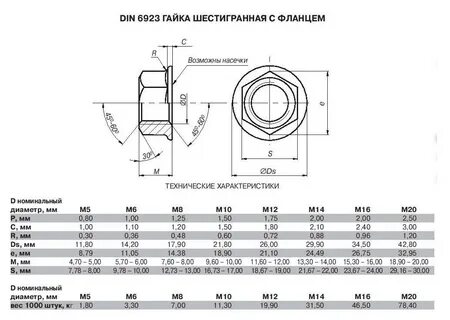 DIN 6923 ГАЙКА ШЕСТИГРАННАЯ С ФЛАНЦЕМ
C
R
Возможны насечки
45º-60º
ØD
45º-60º
30º
M
e
S
ØDs
ТЕХНИЧЕСКИЕ ХАРАКТЕРИСТИКИ
D номинальный
диаметр, мм M5 M6 M8 M10 M12 M14 M16 M20
P, мм 0,80 1,00 1,25 1,50 1,75 2,00 2,00 2,50
C, мм 1,00 1,10 1,20 1,50 1,80 2,10 2,40 3,00
R, мм 0,30 0,36 0,48 0,60 0,72 0,88 0,96 1,20
Ds, мм 11,80 14,20 17,90 21,80 26,00 29,90 34,50 42,80
e, мм 8,79 11,05 14,38 18,90 21,10 24,49 26,75 32,95
M, мм 4,70 – 5,00 5,70 – 6,00 7,60 – 8,00 9,60 – 10,00 11,60 – 12,00 13,30 – 14,00 15,30 – 16,00 18,90 – 20,00
S, мм 7,78 – 8,00 9,78 – 10,00 12,73 – 13,00 16,73 – 17,00 18,67 – 19,00 21,67 – 22,00 23,67 – 24,00 29,16 – 30,00
D номинальный
диаметр, мм M5 M6 M8 M10 M12 M14 M16 M20
вес 1000 штук, кг 1,80 3,30 7,00 11,30 19,90 31,50 46,50 78,40